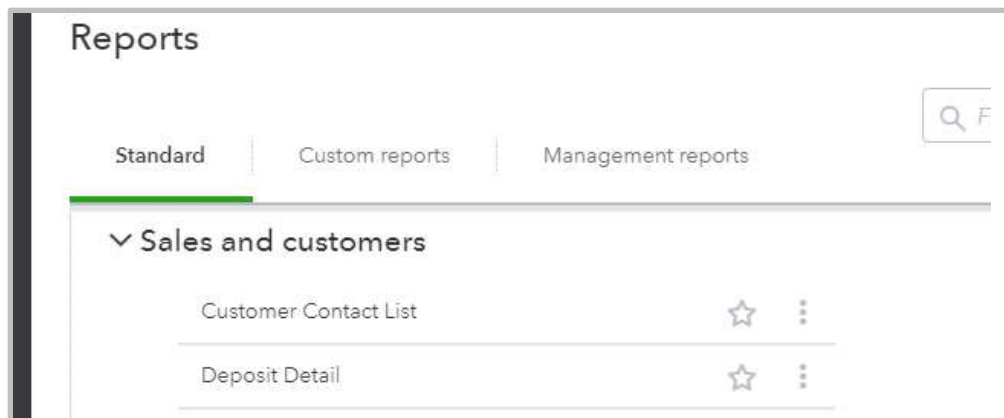 Reports
F
Standard
Custom reports
Management reports
Sales and customers
Customer Contact List
Deposit Detail